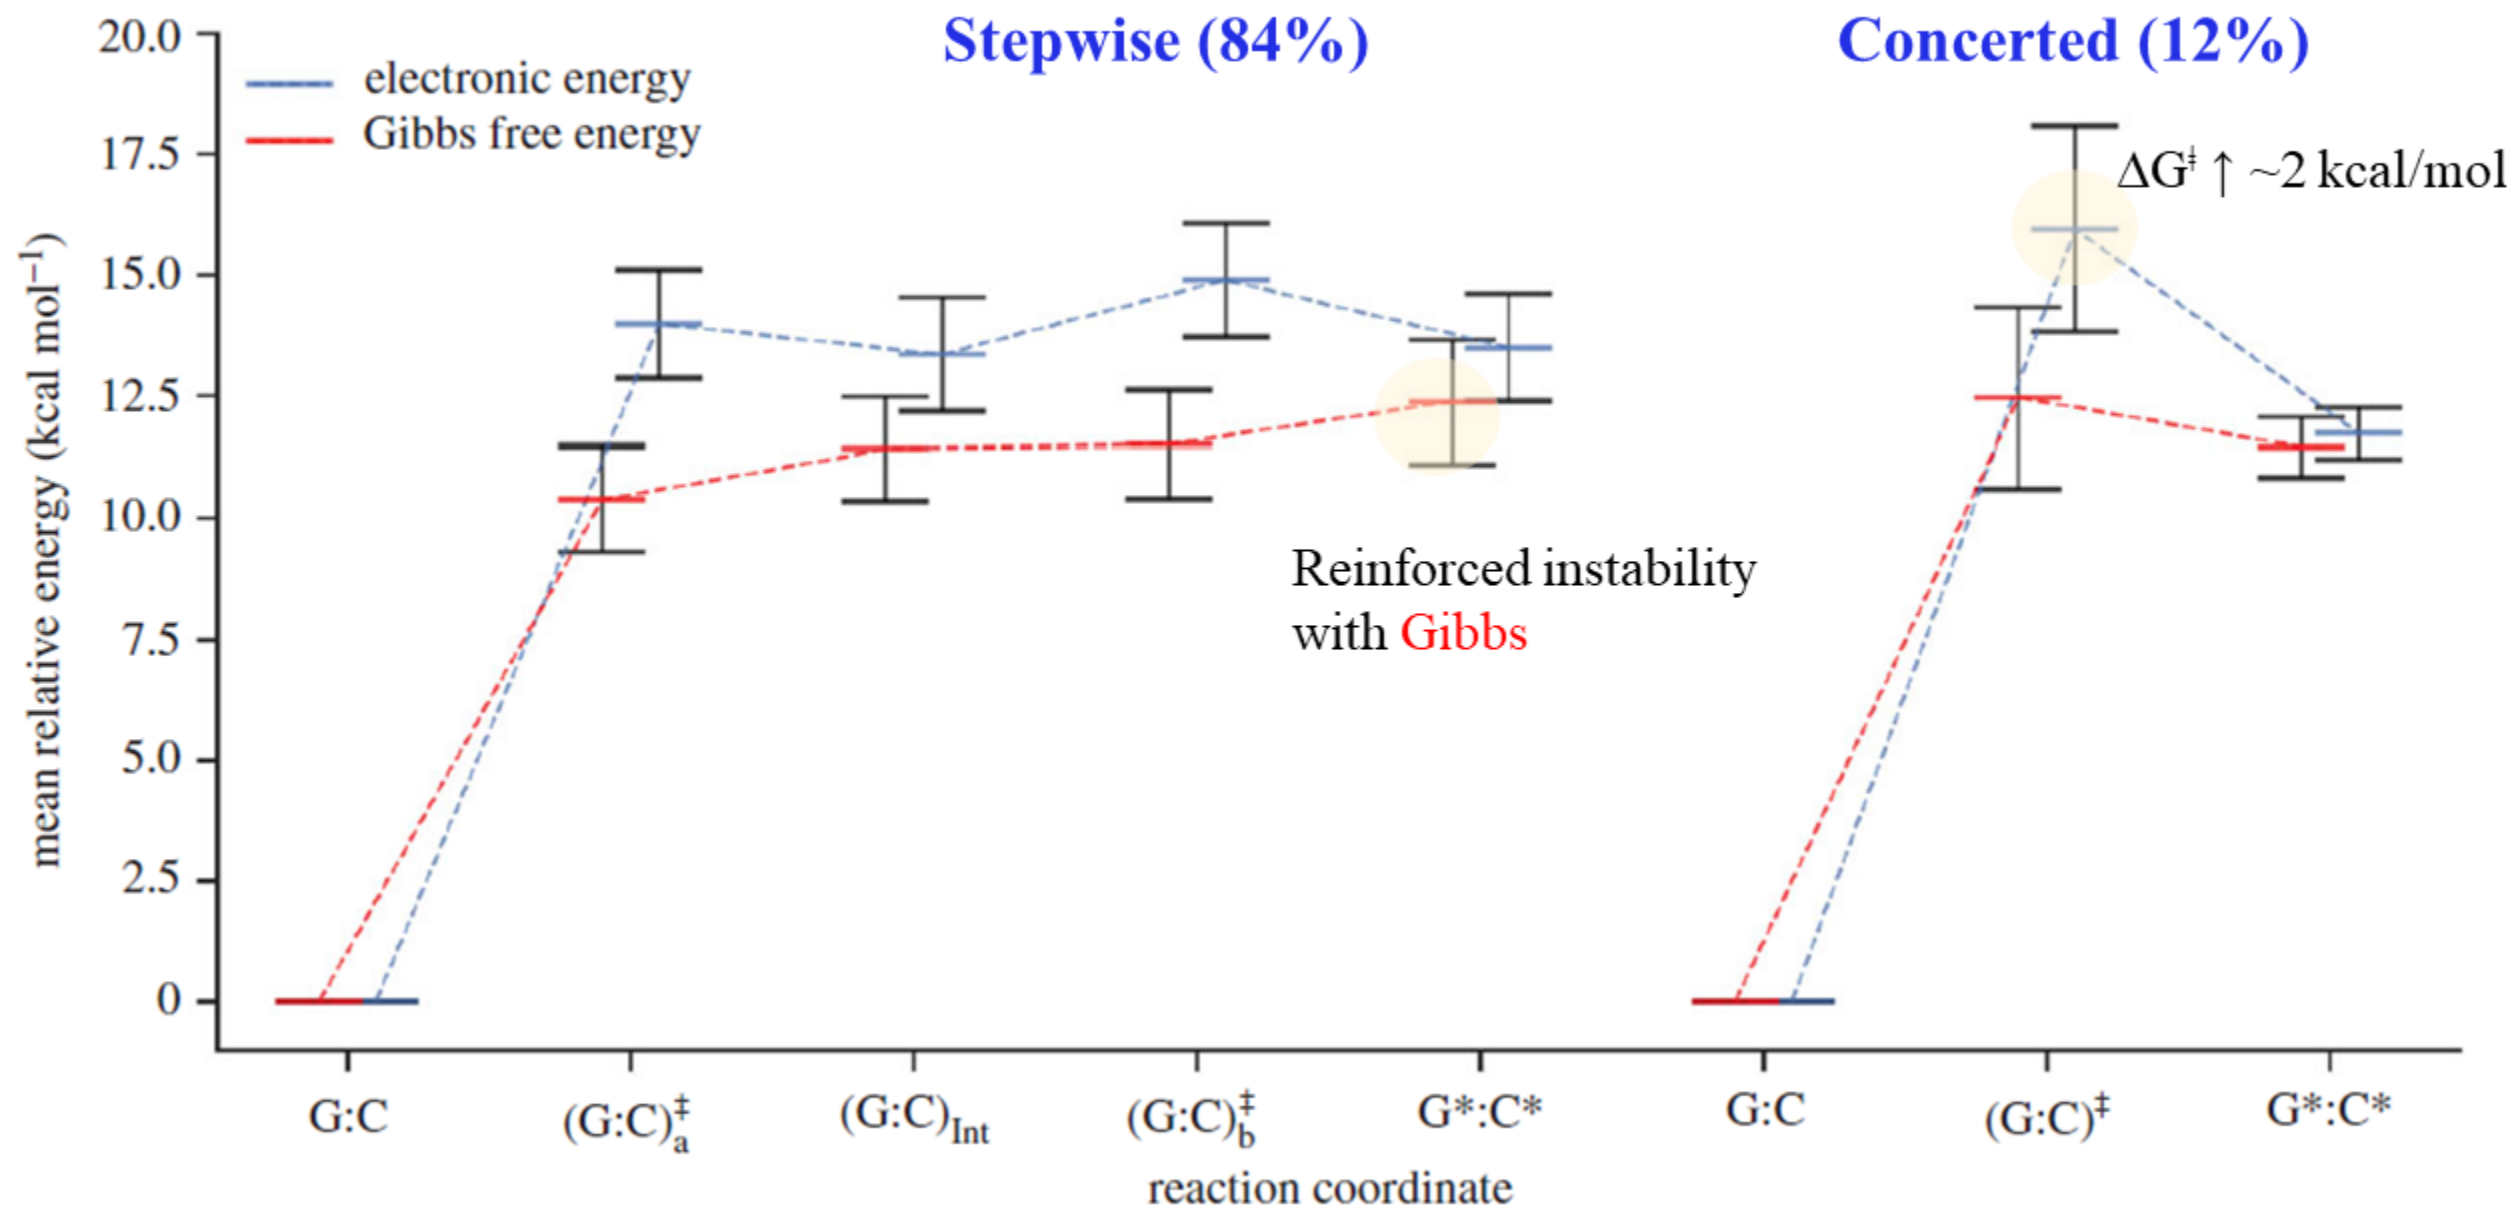 Stepwise (84%)
Concerted (12%)
electronic energy
Gibbs free energy
ΔG‡ ↑ ~2 kcal/mol
Reinforced instability
with Gibbs
mean relative energy (kcal mol⁻¹)
20.0
17.5
15.0
12.5
10.0
7.5
5.0
2.5
0
G:C
(G:C)ₐ‡
(G:C)Int
(G:C)b‡
G*:C*
G:C
(G:C)‡
G*:C*
reaction coordinate